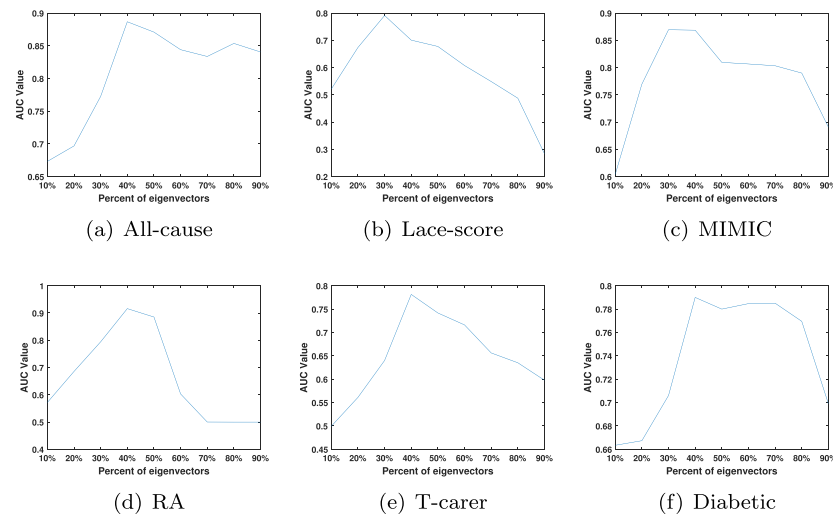 0.9
0.85
0.8
0.75
0.7
0.65
AUC Value
10% 20% 30% 40% 50% 60% 70% 80% 90%
Percent of eigenvectors
(a) All-cause
0.8
0.7
0.6
0.5
0.4
0.3
0.2
AUC Value
10% 20% 30% 40% 50% 60% 70% 80% 90%
Percent of eigenvectors
(b) Lace-score
0.9
0.85
0.8
0.75
0.7
0.65
0.6
AUC Value
10% 20% 30% 40% 50% 60% 70% 80% 90%
Percent of eigenvectors
(c) MIMIC
1
0.9
0.8
0.7
0.6
0.5
0.4
AUC Value
10% 20% 30% 40% 50% 60% 70% 80% 90%
Percent of eigenvectors
(d) RA
0.8
0.75
0.7
0.65
0.6
0.55
0.5
0.45
AUC Value
10% 20% 30% 40% 50% 60% 70% 80% 90%
Percent of eigenvectors
(e) T-carer
0.8
0.78
0.76
0.74
0.72
0.7
0.68
0.66
AUC Value
10% 20% 30% 40% 50% 60% 70% 80% 90%
Percent of eigenvectors
(f) Diabetic